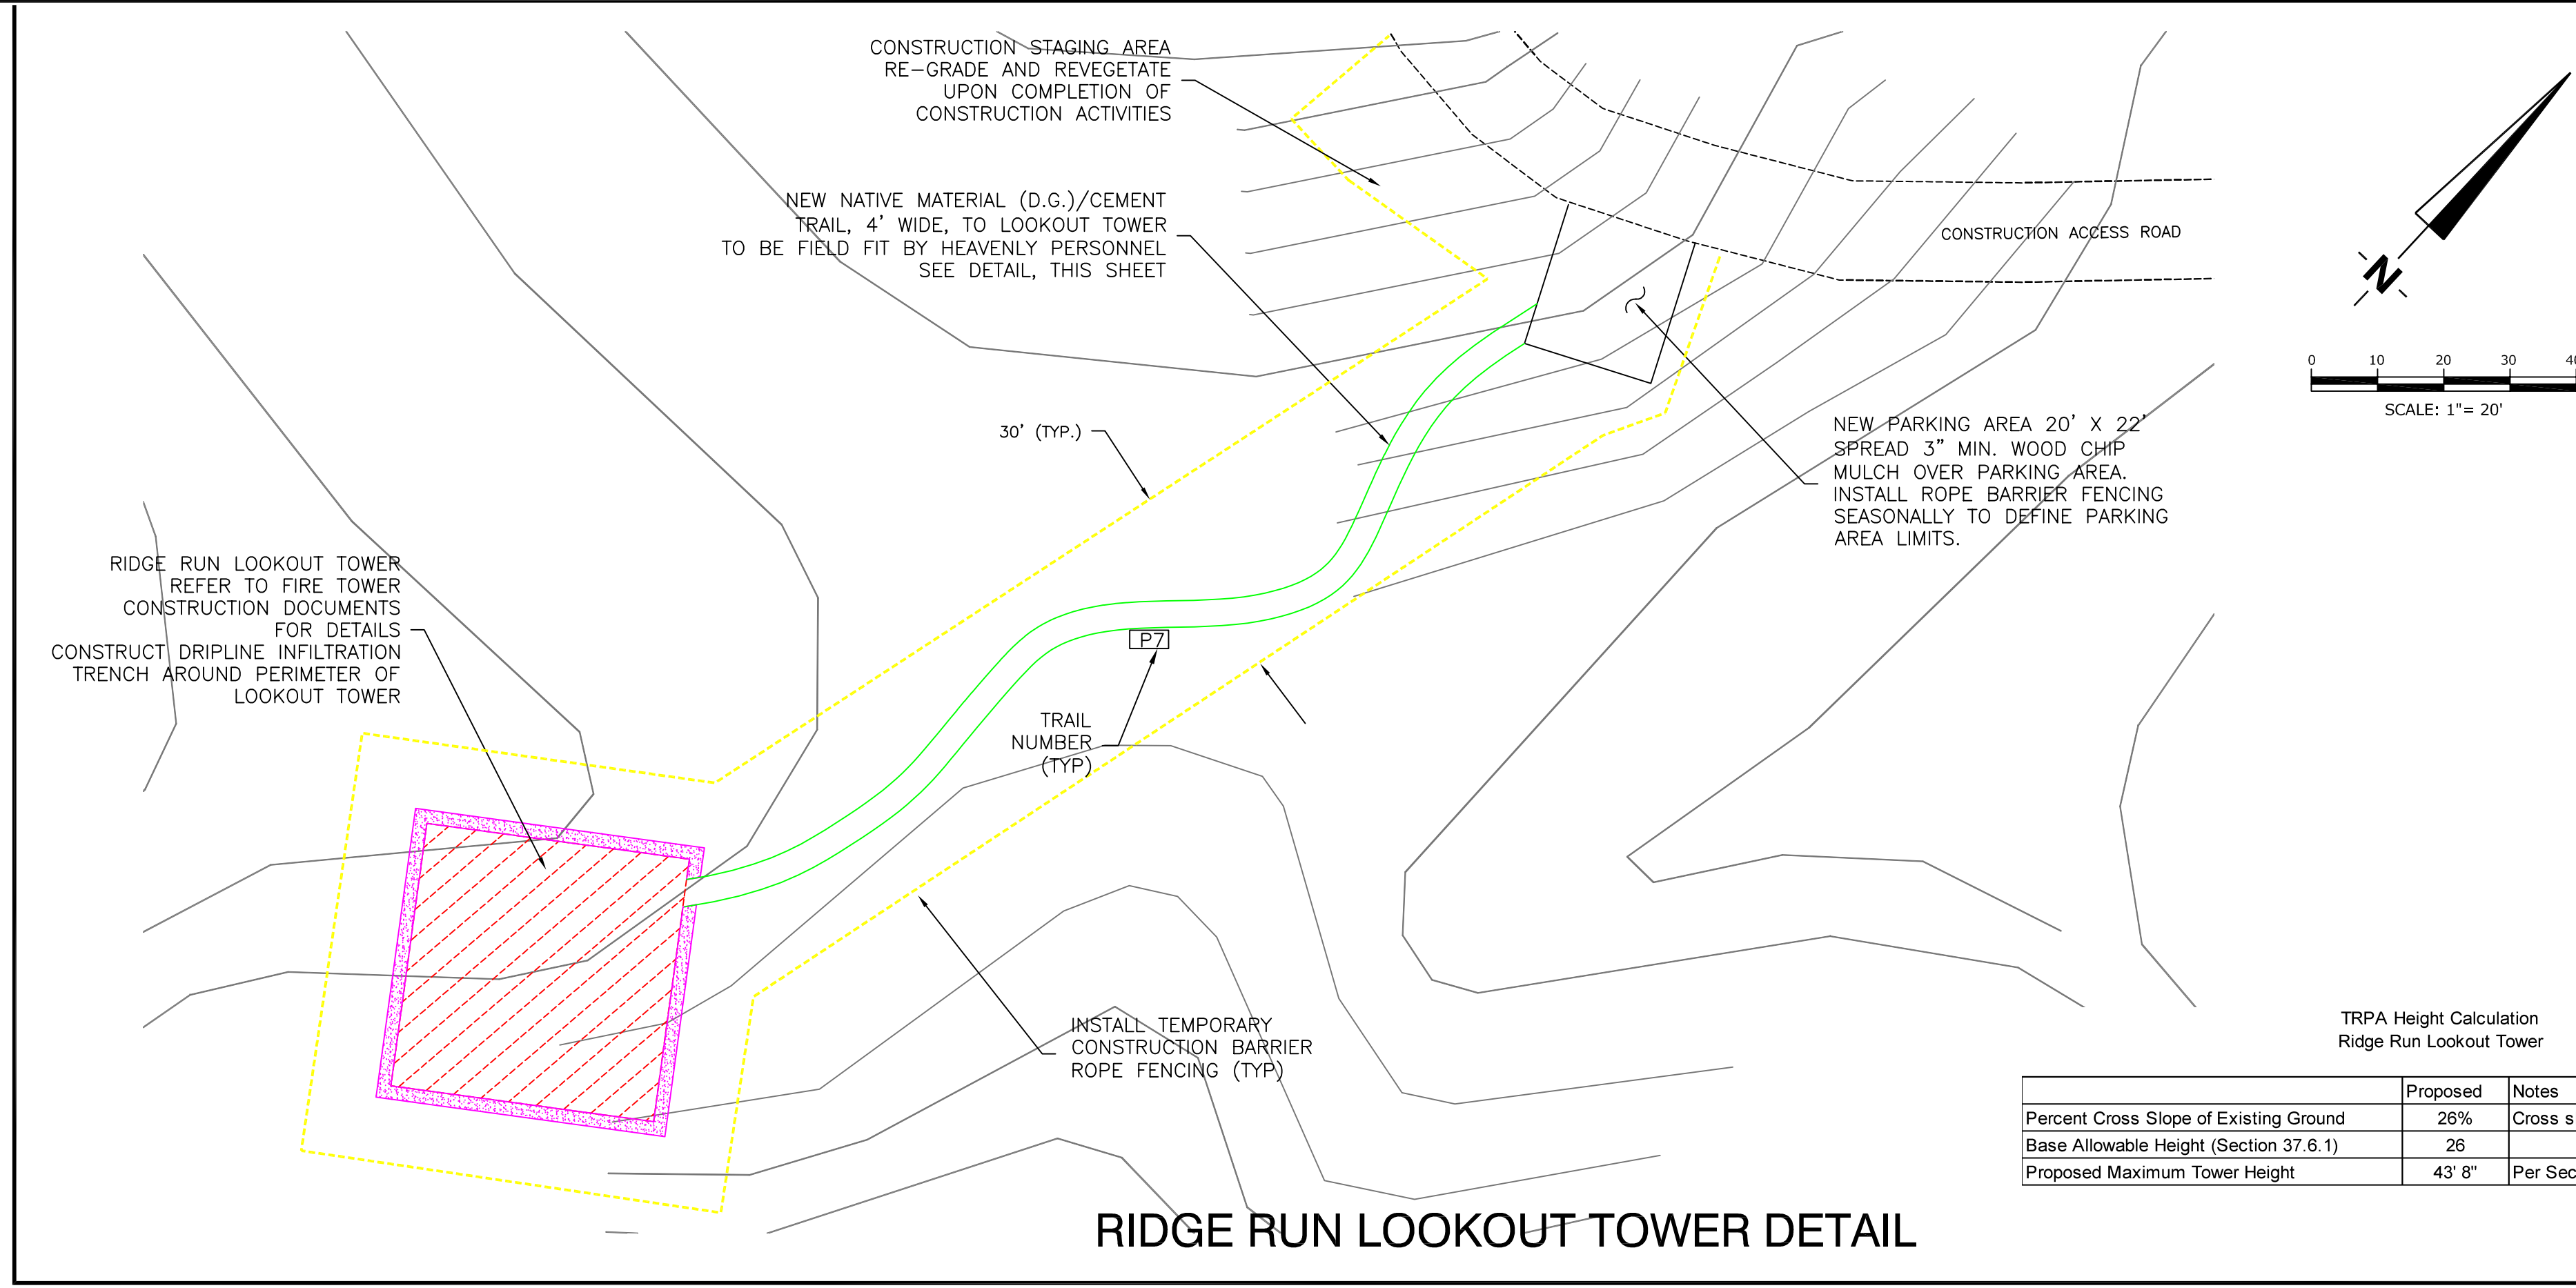 CONSTRUCTION STAGING AREA
RE-GRADE AND REVEGETATE
UPON COMPLETION OF
CONSTRUCTION ACTIVITIES
NEW NATIVE MATERIAL (D.G.)/CEMENT
TRAIL, 4' WIDE, TO LOOKOUT TOWER
TO BE FIELD FIT BY HEAVENLY PERSONNEL
SEE DETAIL, THIS SHEET
CONSTRUCTION ACCESS ROAD
N
0 10 20 30
SCALE: 1"= 20'
30' (TYP.)
NEW PARKING AREA 20' X 22'
SPREAD 3" MIN. WOOD CHIP
MULCH OVER PARKING AREA.
INSTALL ROPE BARRIER FENCING
SEASONALLY TO DEFINE PARKING
AREA LIMITS.
RIDGE RUN LOOKOUT TOWER
REFER TO FIRE TOWER
CONSTRUCTION DOCUMENTS
FOR DETAILS
CONSTRUCT DRIPLINE INFILTRATION
TRENCH AROUND PERIMETER OF
LOOKOUT TOWER
P7
TRAIL
NUMBER
(TYP)
INSTALL TEMPORARY
CONSTRUCTION BARRIER
ROPE FENCING (TYP)
TRPA Height Calculation
Ridge Run Lookout Tower
Proposed Notes
Percent Cross Slope of Existing Ground 26% Cross
Base Allowable Height (Section 37.6.1) 26
Proposed Maximum Tower Height 43' 8" Per
RIDGE RUN LOOKOUT TOWER DETAIL